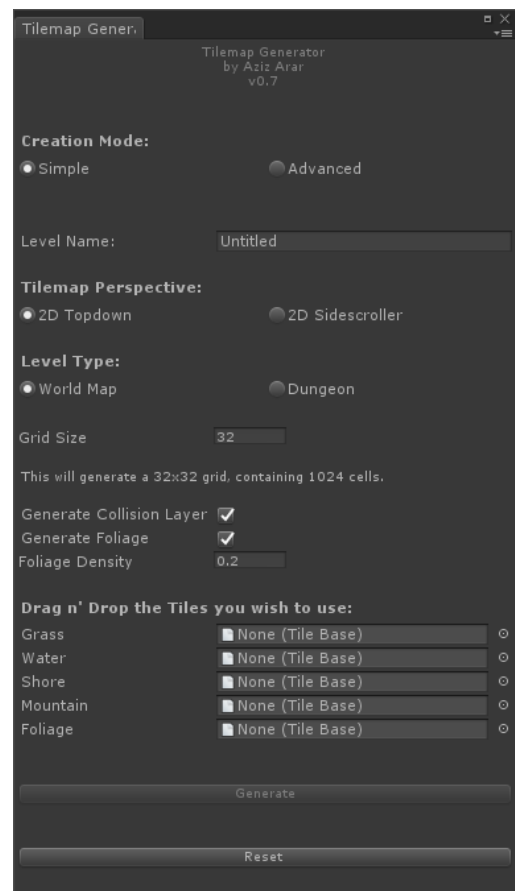 Tilemap Gener
Tilemap Generator
by Aziz Arar
v0.7
Creation Mode:
Simple Advanced
Level Name: Untitled
Tilemap Perspective:
2D Topdown 2D Sidescroller
Level Type:
World Map Dungeon
Grid Size 32
This will generate a 32x32 grid, containing 1024 cells.
Generate Collision Layer
Generate Foliage
Foliage Density 0.2
Drag n' Drop the Tiles you wish to use:
Grass None (Tile Base)
Water None (Tile Base)
Shore None (Tile Base)
Mountain None (Tile Base)
Foliage None (Tile Base)
Generate
Reset